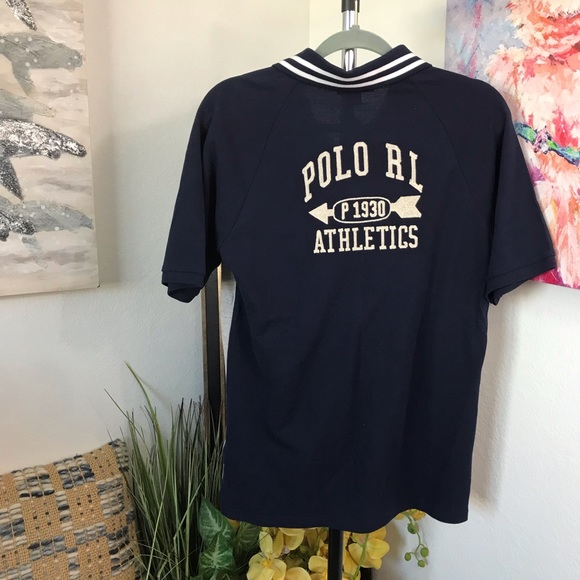 POLO RL
P 1930
ATHLETICS